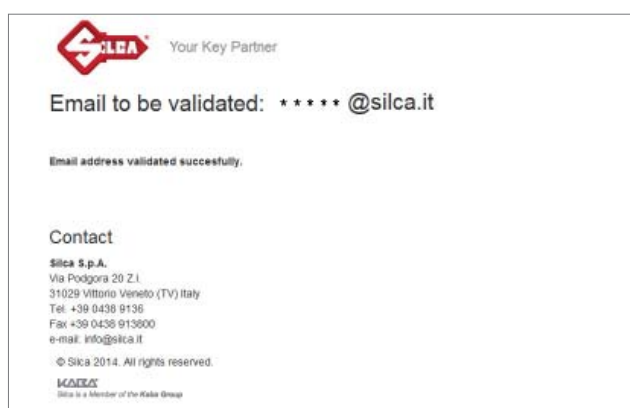 SILCA
Your Key Partner
Email to be validated: * * * * * @silca.it
Email address validated succesfully.
Contact
Silca S.p.A.
Via Podgora 20 Z.I.
31029 Vittorio Veneto (TV) Italy
Tel. +39 0438 9136
Fax +39 0438 913800
e-mail: info@silca.it
© Silca 2014. All rights reserved.
KABA
Silca is a Member of the Kaba Group